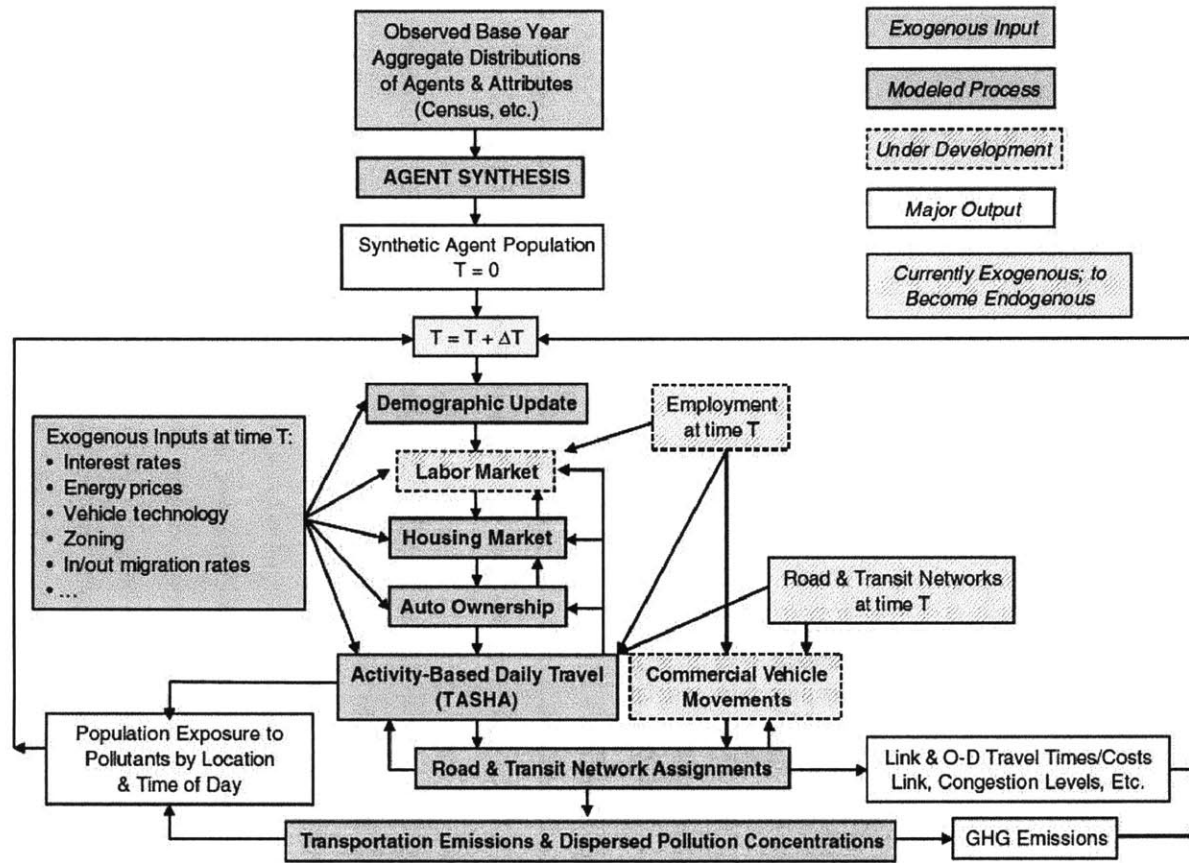 Observed Base Year
Aggregate Distributions
of Agents & Attributes
(Census, etc.)
AGENT SYNTHESIS
Synthetic Agent Population
T = 0
T = T + ΔT
Exogenous Input
Modeled Process
Under Development
Major Output
Currently Exogenous; to
Become Endogenous
Demographic Update
Employment
at time T
Exogenous Inputs at time T:
• Interest rates
• Energy prices
• Vehicle technology
• Zoning
• In/out migration rates
• ...
Labor Market
Housing Market
Auto Ownership
Road & Transit Networks
at time T
Activity-Based Daily Travel
(TASHA)
Commercial Vehicle
Movements
Population Exposure to
Pollutants by Location
& Time of Day
Road & Transit Network Assignments
Link & O-D Travel Times/Costs
Link, Congestion Levels, Etc.
Transportation Emissions & Dispersed Pollution Concentrations
GHG Emissions